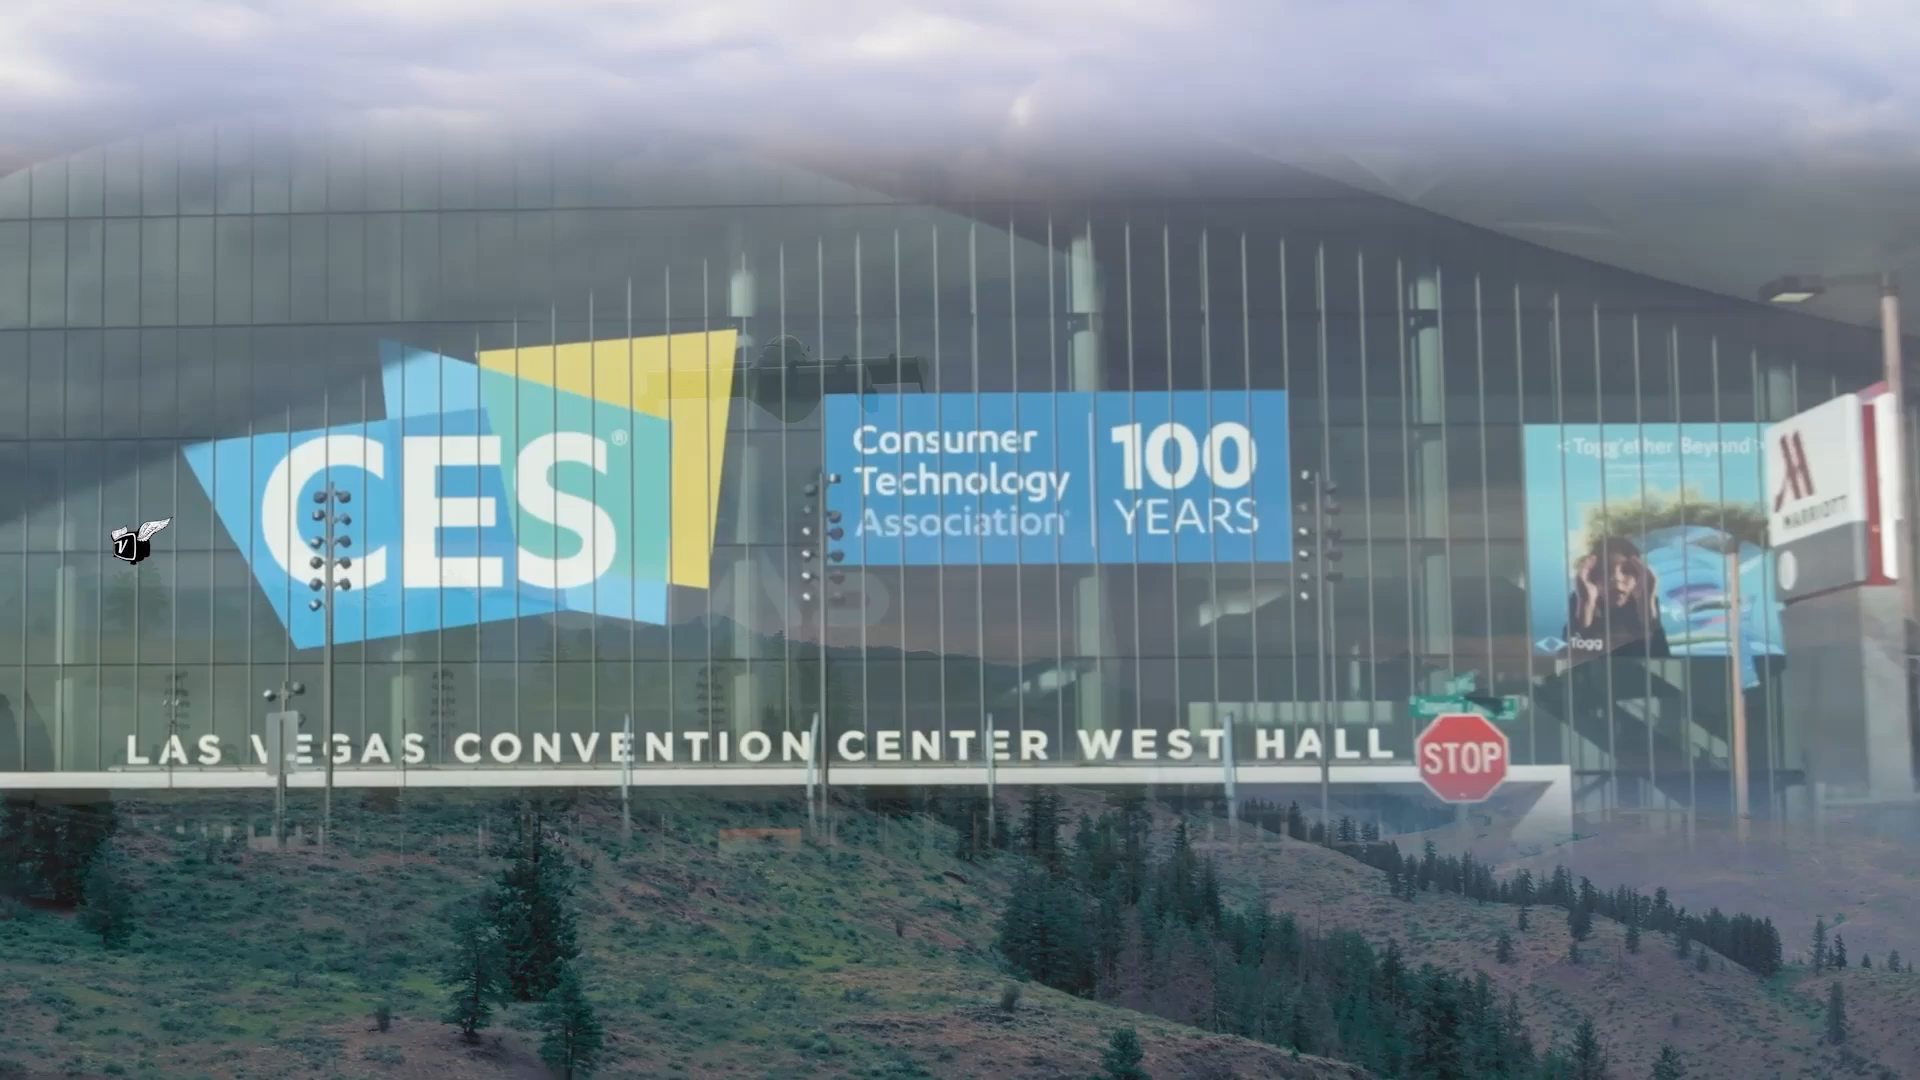 CES®
Consumer
Technology
Association
100
YEARS
Togg'ether Beyond
MARRIOTT
Togg
LAS VEGAS CONVENTION CENTER WEST HALL
STOP
V